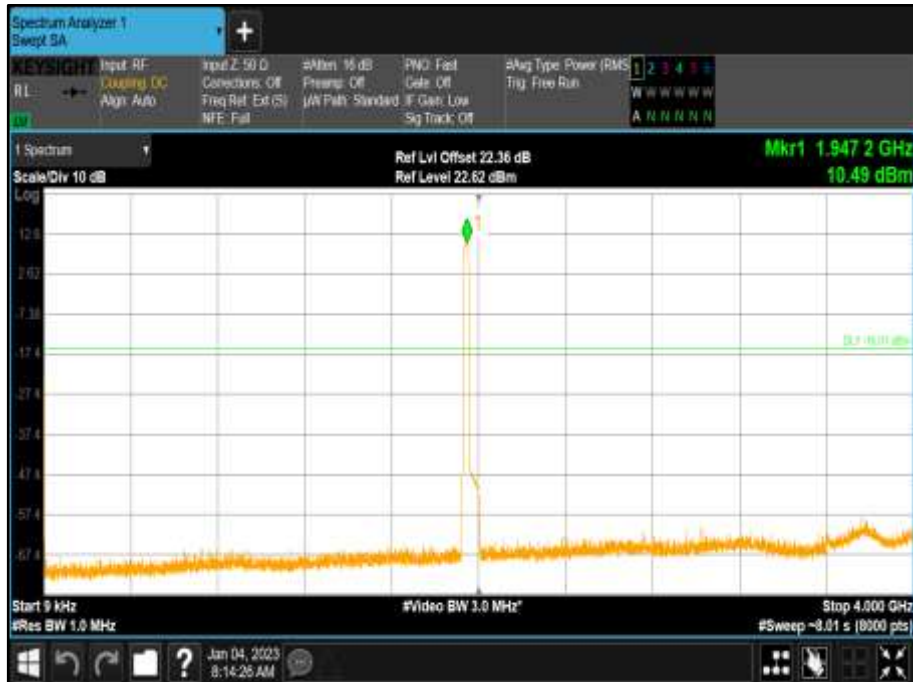 Spectrum Analyzer 1
Swept SA
KEYSIGHT
RL
Input: RF
Coupling: DC
Align: Auto
Input Z: 50 Ω
Corrections: Off
Freq Ref: Ext (S)
NFE: Full
#Atten: 16 dB
Preamp: Off
µW Path: Standard
PNO: Fast
Gate: Off
IF Gain: Low
Sig Track: Off
#Avg Type: Power (RMS
Trig: Free Run
1 2 3 4 5 6
W W W W W W
A N N N N N
1 Spectrum
Scale/Div 10 dB
Ref Lvl Offset 22.36 dB
Ref Level 22.62 dBm
Mkr1 1.947 2 GHz
10.49 dBm
Log
12.6
2.62
-7.38
-17.4
-27.4
-37.4
-47.4
-57.4
-67.4
1
Start 9 kHz
#Res BW 1.0 MHz
#Video BW 3.0 MHz*
Stop 4.000 GHz
#Sweep ~8.01 s (8000 pts)
?
Jan 04, 2023
8:14:26 AM